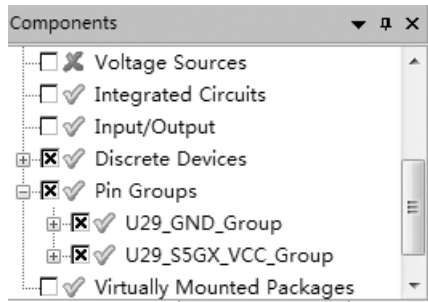 Components
Voltage Sources
Integrated Circuits
Input/Output
Discrete Devices
Pin Groups
U29_GND_Group
U29_S5GX_VCC_Group
Virtually Mounted Packages